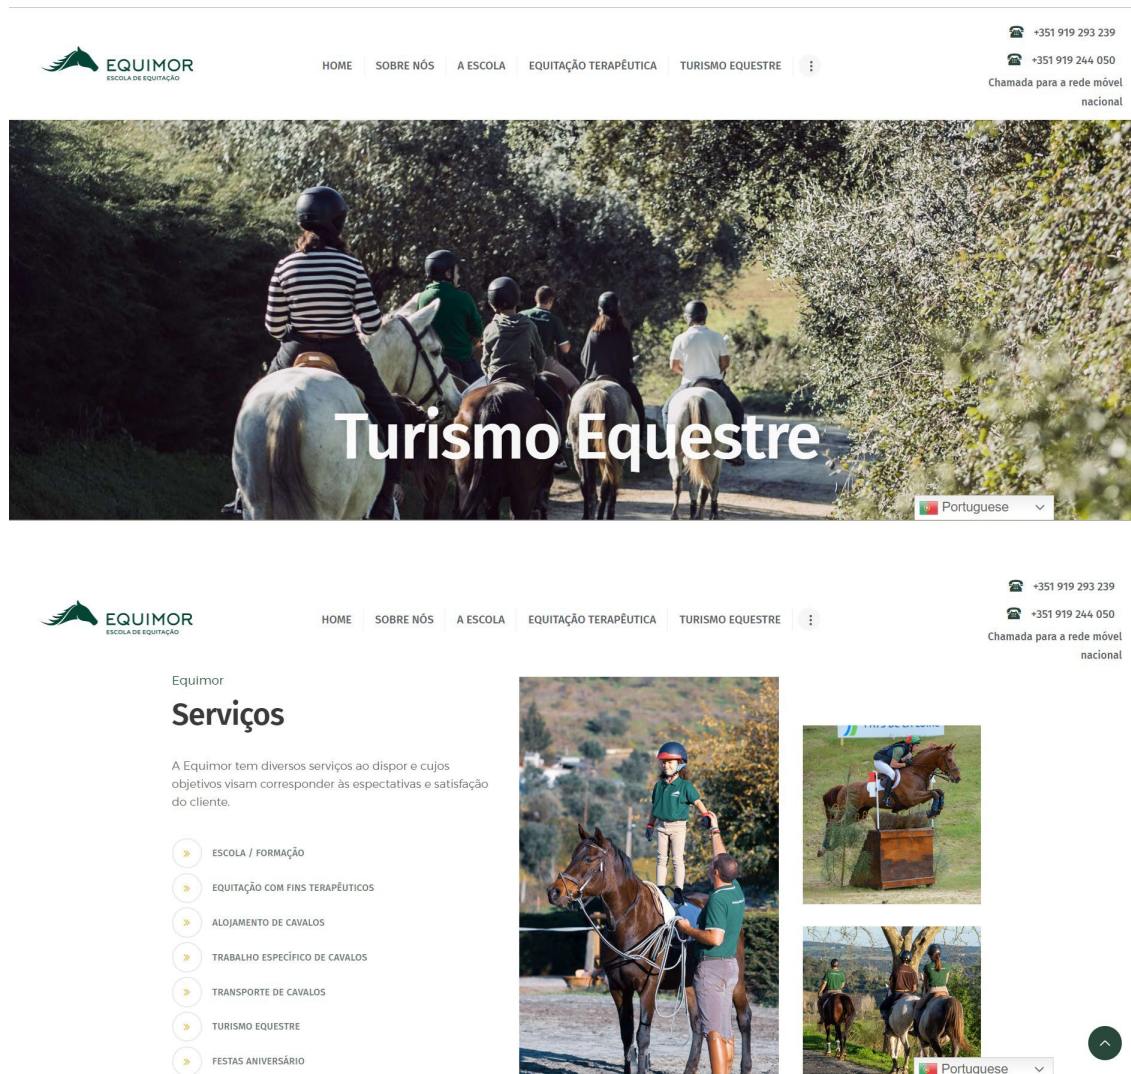 EQUIMOR
ESCOLA DE EQUITAÇÃO
HOME
SOBRE NÓS
A ESCOLA
EQUITAÇÃO TERAPÊUTICA
TURISMO EQUESTRE
+351 919 293 239
+351 919 244 050
Chamada para a rede móvel
nacional
Turismo Equestre
Portuguese
EQUIMOR
ESCOLA DE EQUITAÇÃO
HOME
SOBRE NÓS
A ESCOLA
EQUITAÇÃO TERAPÊUTICA
TURISMO EQUESTRE
+351 919 293 239
+351 919 244 050
Chamada para a rede móvel
nacional
Equimor
Serviços
A Equimor tem diversos serviços ao dispor e cujos
objetivos visam corresponder às espectativas e satisfação
do cliente.
ESCOLA / FORMAÇÃO
EQUITAÇÃO COM FINS TERAPÊUTICOS
ALOJAMENTO DE CAVALOS
TRABALHO ESPECÍFICO DE CAVALOS
TRANSPORTE DE CAVALOS
TURISMO EQUESTRE
FESTAS ANIVERSÁRIO
Portuguese